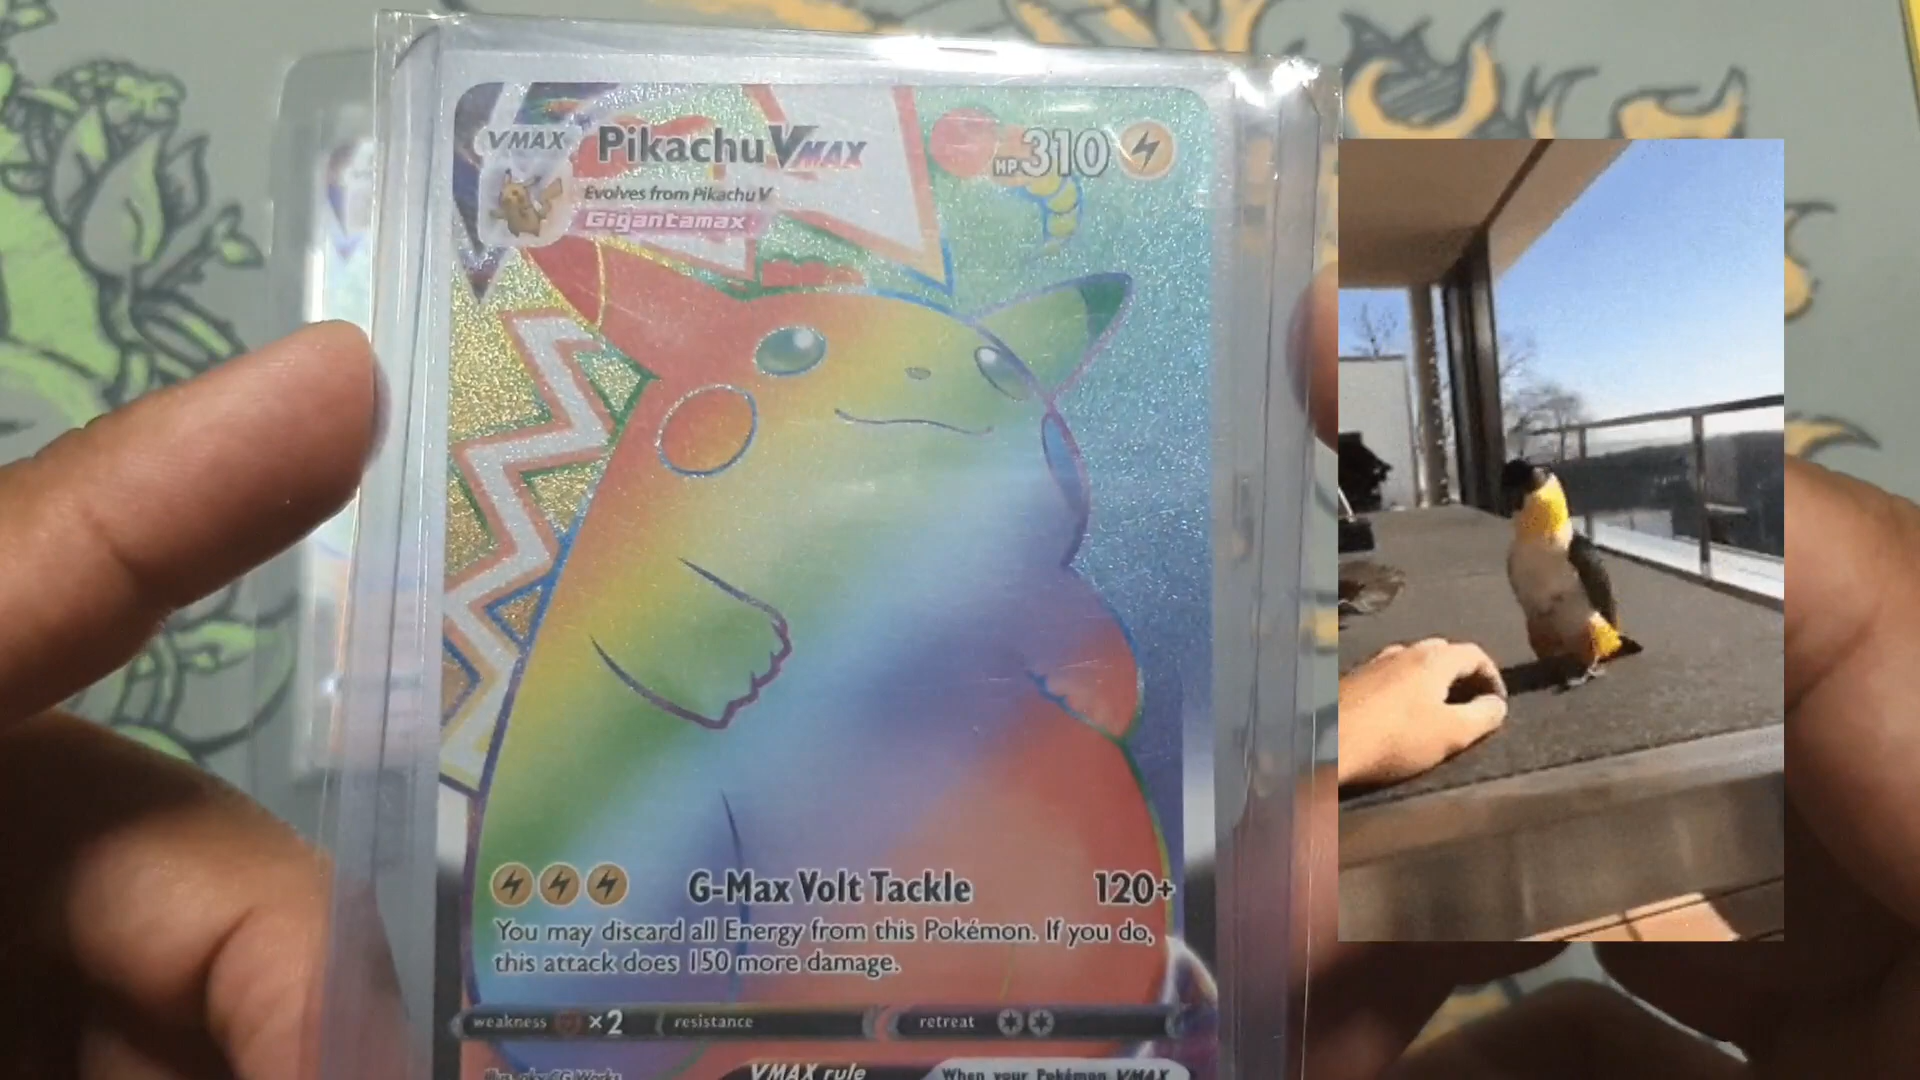 VMAX Pikachu VMAX HP 310
Evolves from Pikachu V
Gigantamax
G-Max Volt Tackle 120+
You may discard all Energy from this Pokémon. If you do,
this attack does 150 more damage.
weakness ×2 resistance retreat
VMAX rule When your Pokémon VMAX